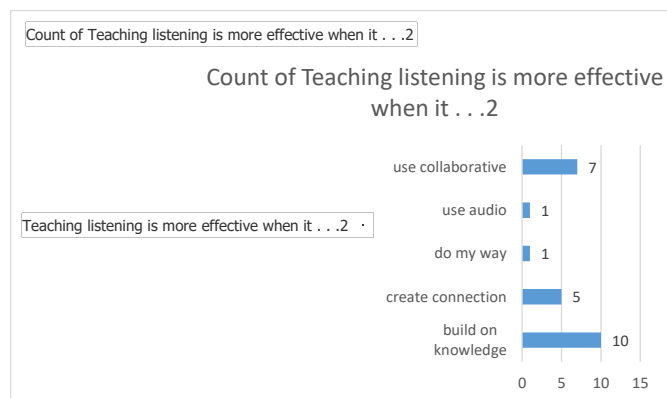 Count of Teaching listening is more effective when it . . .2
Count of Teaching listening is more effective
when it . . .2
use collaborative
7
use audio
1
Teaching listening is more effective when it . . .2
do my way
1
create connection
5
build on
knowledge
10
0 5 10 15